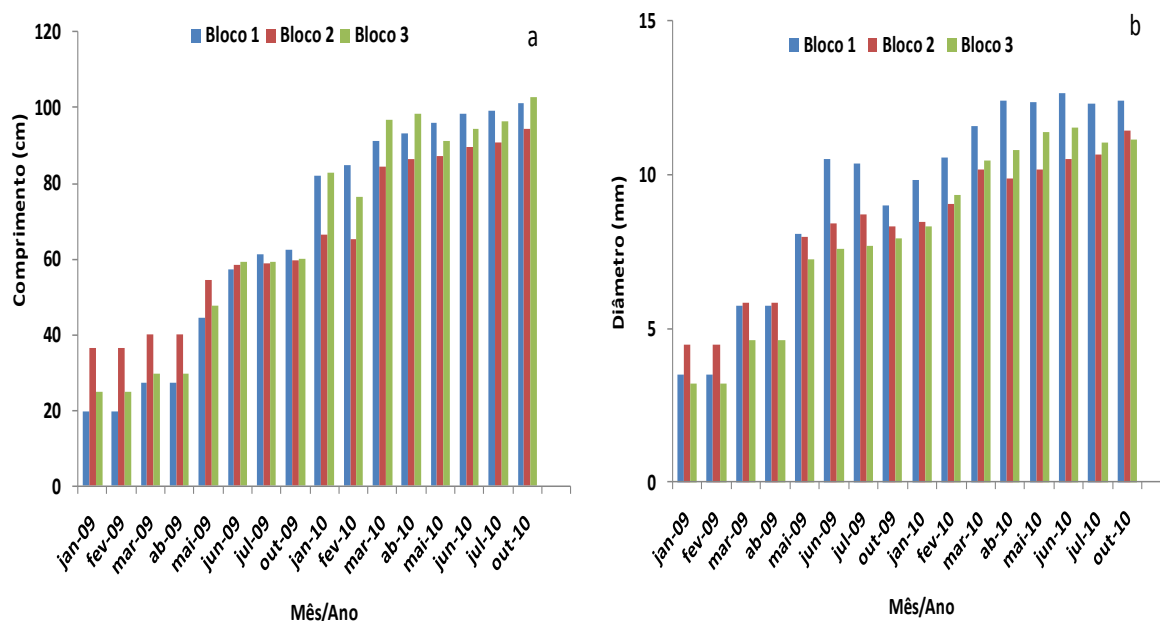 a
Bloco 1 Bloco 2 Bloco 3
Comprimento (cm)
120
100
80
60
40
20
0
jan-09
fev-09
mar-09
ab-09
mai-09
jun-09
jul-09
out-09
jan-10
fev-10
mar-10
ab-10
mai-10
jun-10
jul-10
out-10
Mês/Ano
b
Bloco 1 Bloco 2 Bloco 3
Diâmetro (mm)
15
10
5
0
jan-09
fev-09
mar-09
ab-09
mai-09
jun-09
jul-09
out-09
jan-10
fev-10
mar-10
ab-10
mai-10
jun-10
jul-10
out-10
Mês/Ano